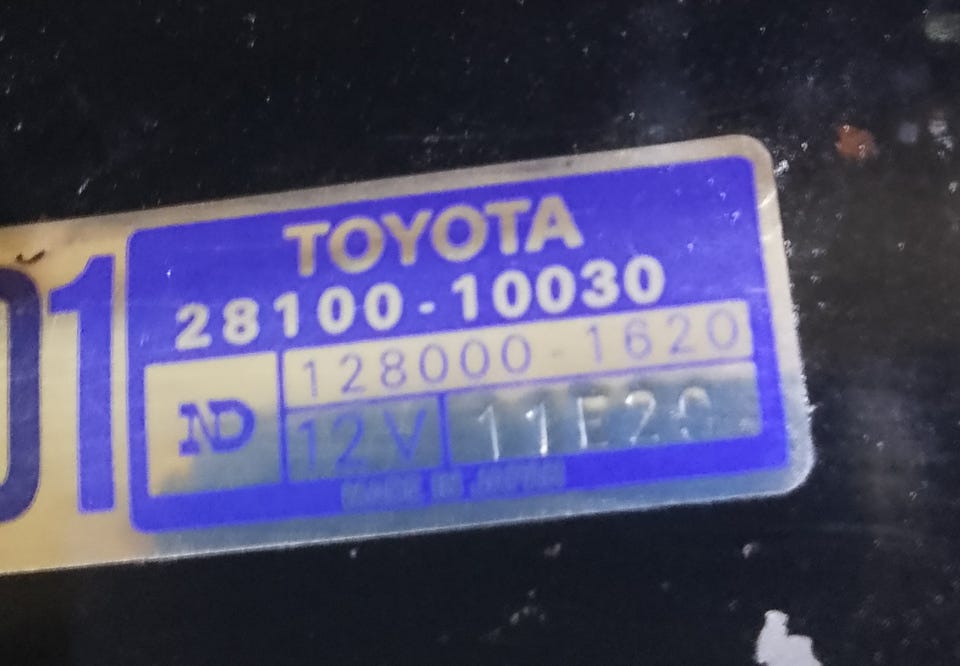 01
TOYOTA
28100-10030
128000-1620
ND
12V 11E20
MADE IN JAPAN